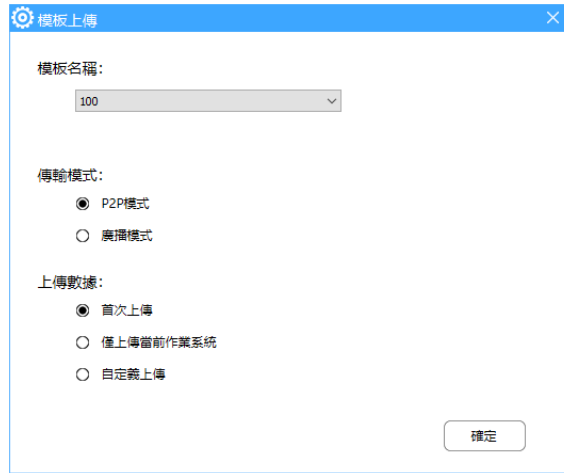 模板上傳
模板名稱：
100
傳輸模式：
P2P模式
廣播模式
上傳數據：
首次上傳
僅上傳當前作業系統
自定義上傳
確定